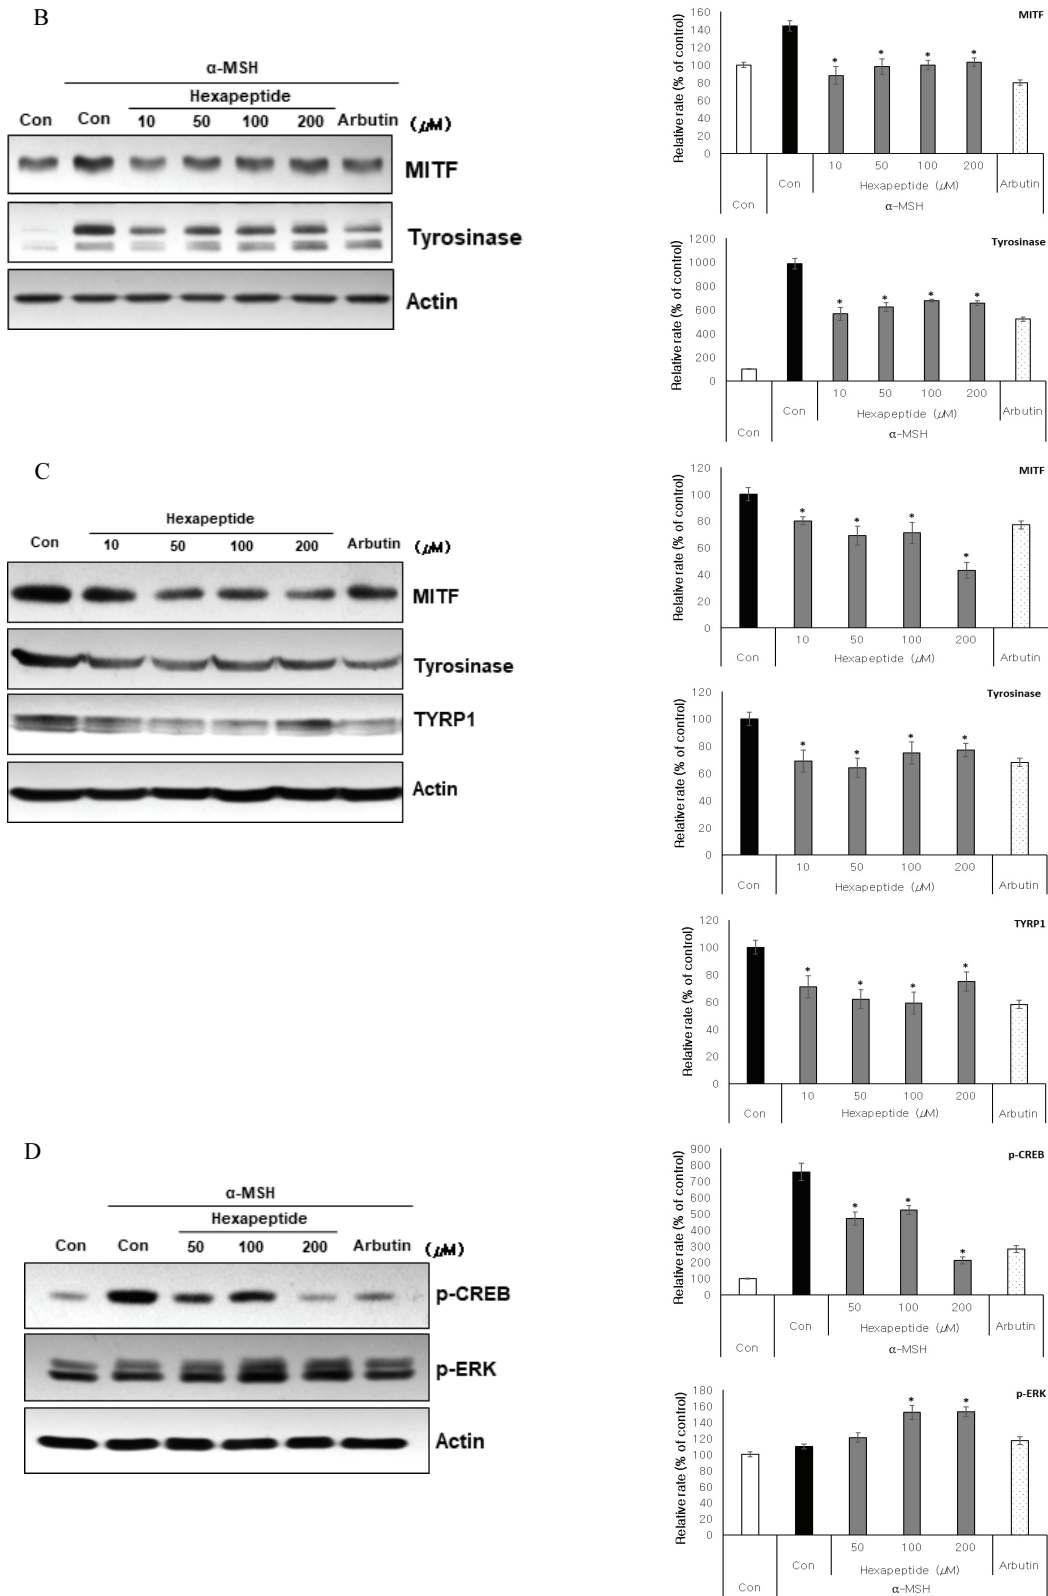 B
α-MSH
Hexapeptide
Con Con 10 50 100 200 Arbutin (μM)
MITF
Tyrosinase
Actin
MITF
Relative rate (% of control)
160
140
120
100
80
60
40
20
0
* * * *
10 50 100 200
Con Hexapeptide (μM) Arbutin
Con α-MSH
Tyrosinase
Relative rate (% of control)
1200
1000
800
600
400
200
0
* * * *
10 50 100 200
Con Hexapeptide (μM) Arbutin
Con α-MSH
C
Hexapeptide
Con 10 50 100 200 Arbutin (μM)
MITF
Tyrosinase
TYRP1
Actin
MITF
Relative rate (% of control)
120
100
80
60
40
20
0
* * * *
10 50 100 200
Con Hexapeptide (μM) Arbutin
Tyrosinase
Relative rate (% of control)
120
100
80
60
40
20
0
* * * *
10 50 100 200
Con Hexapeptide (μM) Arbutin
TYRP1
Relative rate (% of control)
120
100
80
60
40
20
0
* * * *
10 50 100 200
Con Hexapeptide (μM) Arbutin
D
α-MSH
Hexapeptide
Con Con 50 100 200 Arbutin (μM)
p-CREB
p-ERK
Actin
p-CREB
Relative rate (% of control)
900
800
700
600
500
400
300
200
100
0
* * *
50 100 200
Con Hexapeptide (μM) Arbutin
Con α-MSH
p-ERK
Relative rate (% of control)
180
160
140
120
100
80
60
40
20
0
* *
50 100 200
Con Hexapeptide (μM) Arbutin
Con α-MSH